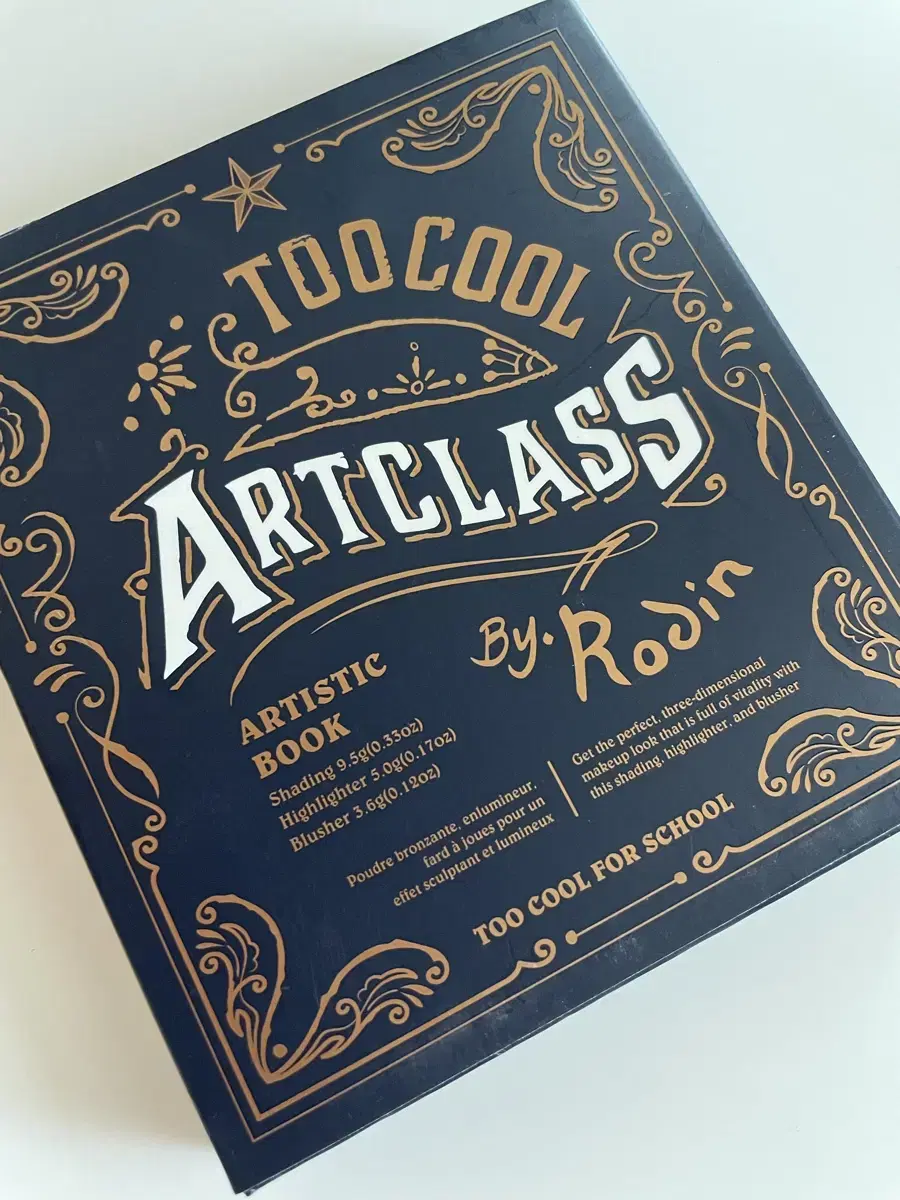 TOO COOL
ARTCLASS
By. Rodin
ARTISTIC
BOOK
Shading 9.5g(0.33oz)
Highlighter 5.0g(0.17oz)
Blusher 3.6g(0.12oz)
Poudre bronzante, enlumineur,
fard à joues pour un
effet sculptant et lumineux
Get the perfect, three-dimensional
makeup look that is full of vitality with
this shading, highlighter, and blusher
TOO COOL FOR SCHOOL